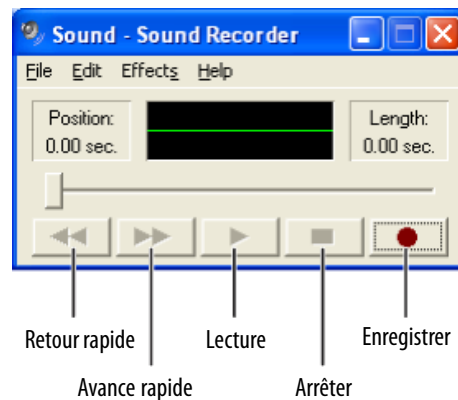 Sound - Sound Recorder
File Edit Effects Help
Position: Length:
0.00 sec. 0.00 sec.
Retour rapide Lecture Enregistrer
Avance rapide Arrêter